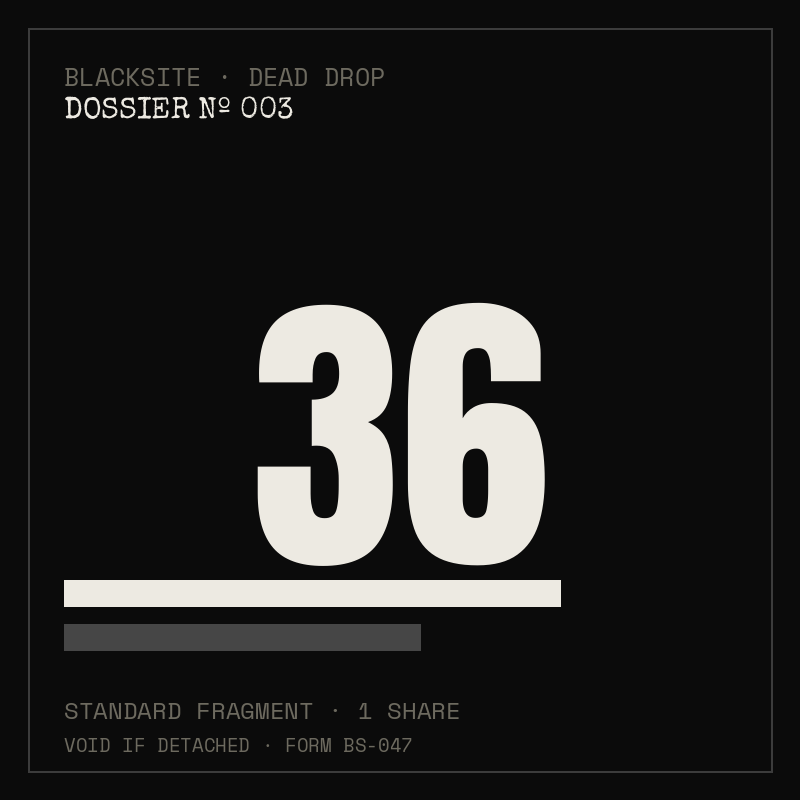 BLACKSITE · DEAD DROP
DOSSIER Nº 003
36
STANDARD FRAGMENT · 1 SHARE
VOID IF DETACHED · FORM BS-047